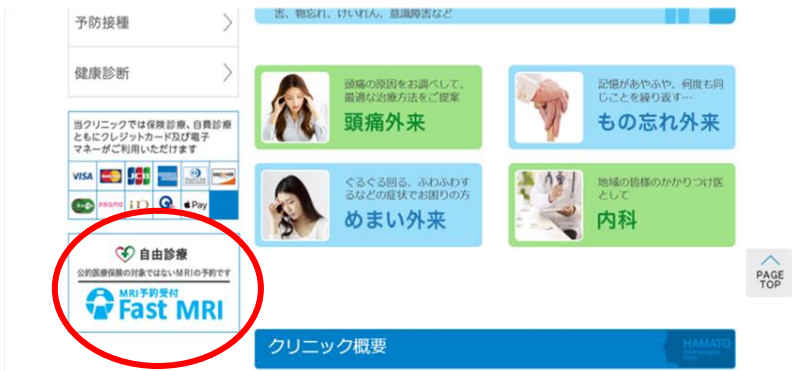 予防接種
健康診断
当クリニックでは保険診療、自費診療
ともにクレジットカード及び電子
マネーがご利用いただけます
VISA
JCB
PASMO iD Pay
自由診療
公的医療保険の対象ではないMRIの予約です
MRI予約受付
Fast MRI
害、物忘れ、けいれん、意識障害など
頭痛の原因をお調べして、
最適な治療方法をご提案
頭痛外来
記憶があやふや、何度も同
じことを繰り返す…
もの忘れ外来
ぐるぐる回る、ふわふわす
るなどの症状でお困りの方
めまい外来
地域の皆様のかかりつけ医
として
内科
クリニック概要
HAMATO
PAGE
TOP